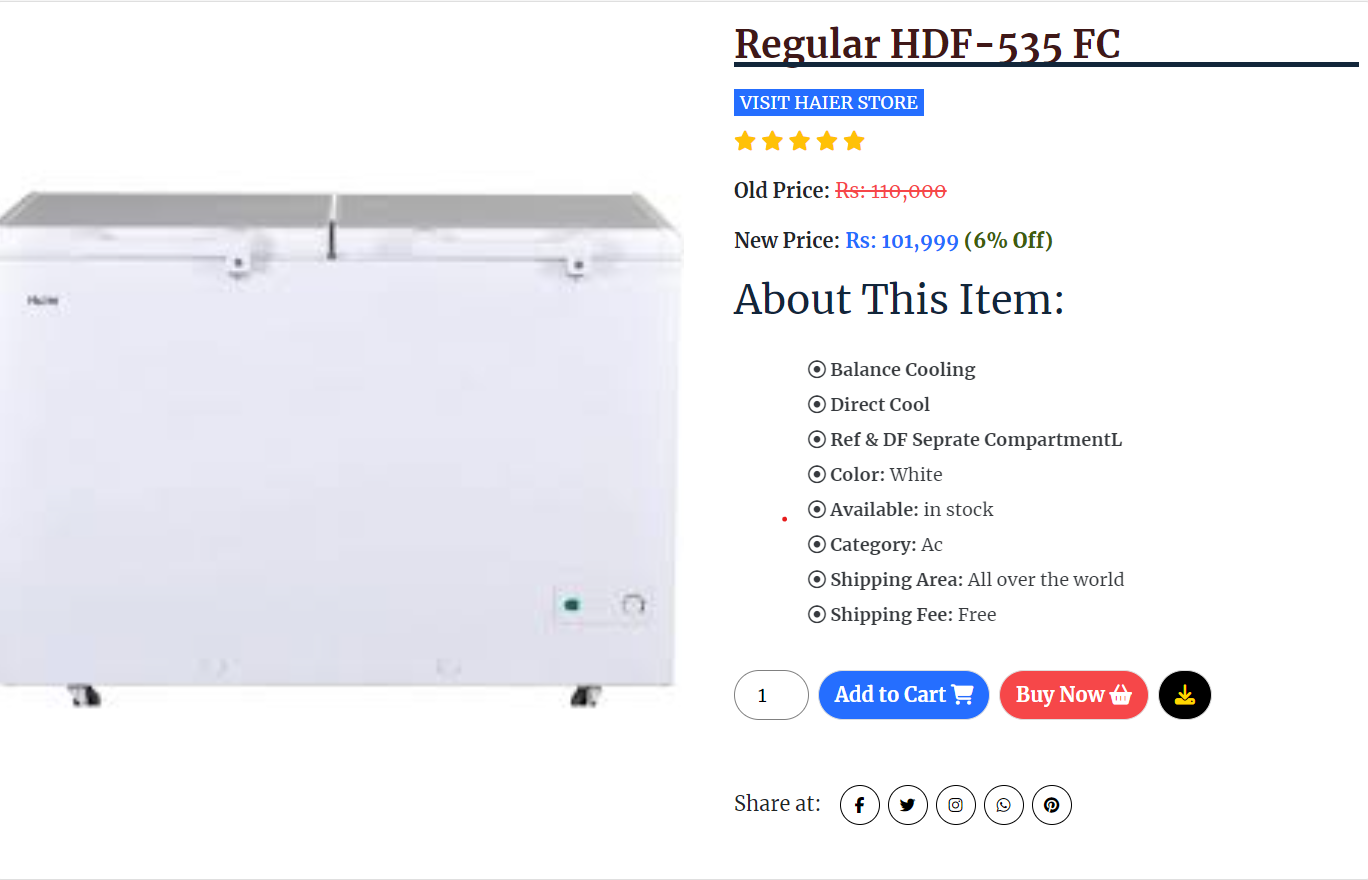 Regular HDF-535 FC
VISIT HAIER STORE
Old Price: Rs: 110,000
New Price: Rs: 101,999 (6% Off)
About This Item:
Balance Cooling
Direct Cool
Ref & DF Seprate CompartmentL
Color: White
Available: in stock
Category: Ac
Shipping Area: All over the world
Shipping Fee: Free
1 Add to Cart Buy Now
Share at:
Haier